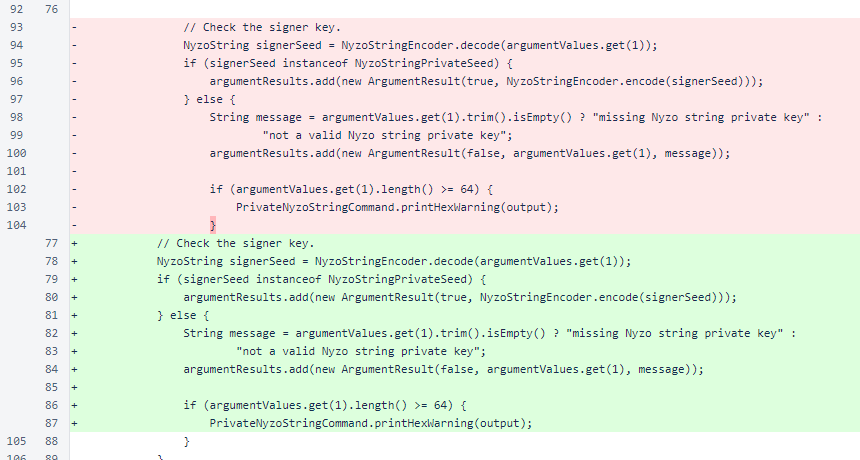 92 76
93 - // Check the signer key.
94 - NyzoString signerSeed = NyzoStringEncoder.decode(argumentValues.get(1));
95 - if (signerSeed instanceof NyzoStringPrivateSeed) {
96 - argumentResults.add(new ArgumentResult(true, NyzoStringEncoder.encode(signerSeed)));
97 - } else {
98 - String message = argumentValues.get(1).trim().isEmpty() ? "missing Nyzo string private key" :
99 - "not a valid Nyzo string private key";
100 - argumentResults.add(new ArgumentResult(false, argumentValues.get(1), message));
101 -
102 - if (argumentValues.get(1).length() >= 64) {
103 - PrivateNyzoStringCommand.printHexWarning(output);
104 - }
77 + // Check the signer key.
78 + NyzoString signerSeed = NyzoStringEncoder.decode(argumentValues.get(1));
79 + if (signerSeed instanceof NyzoStringPrivateSeed) {
80 + argumentResults.add(new ArgumentResult(true, NyzoStringEncoder.encode(signerSeed)));
81 + } else {
82 + String message = argumentValues.get(1).trim().isEmpty() ? "missing Nyzo string private key" :
83 + "not a valid Nyzo string private key";
84 + argumentResults.add(new ArgumentResult(false, argumentValues.get(1), message));
85 +
86 + if (argumentValues.get(1).length() >= 64) {
87 + PrivateNyzoStringCommand.printHexWarning(output);
105 88 }
106 89 }